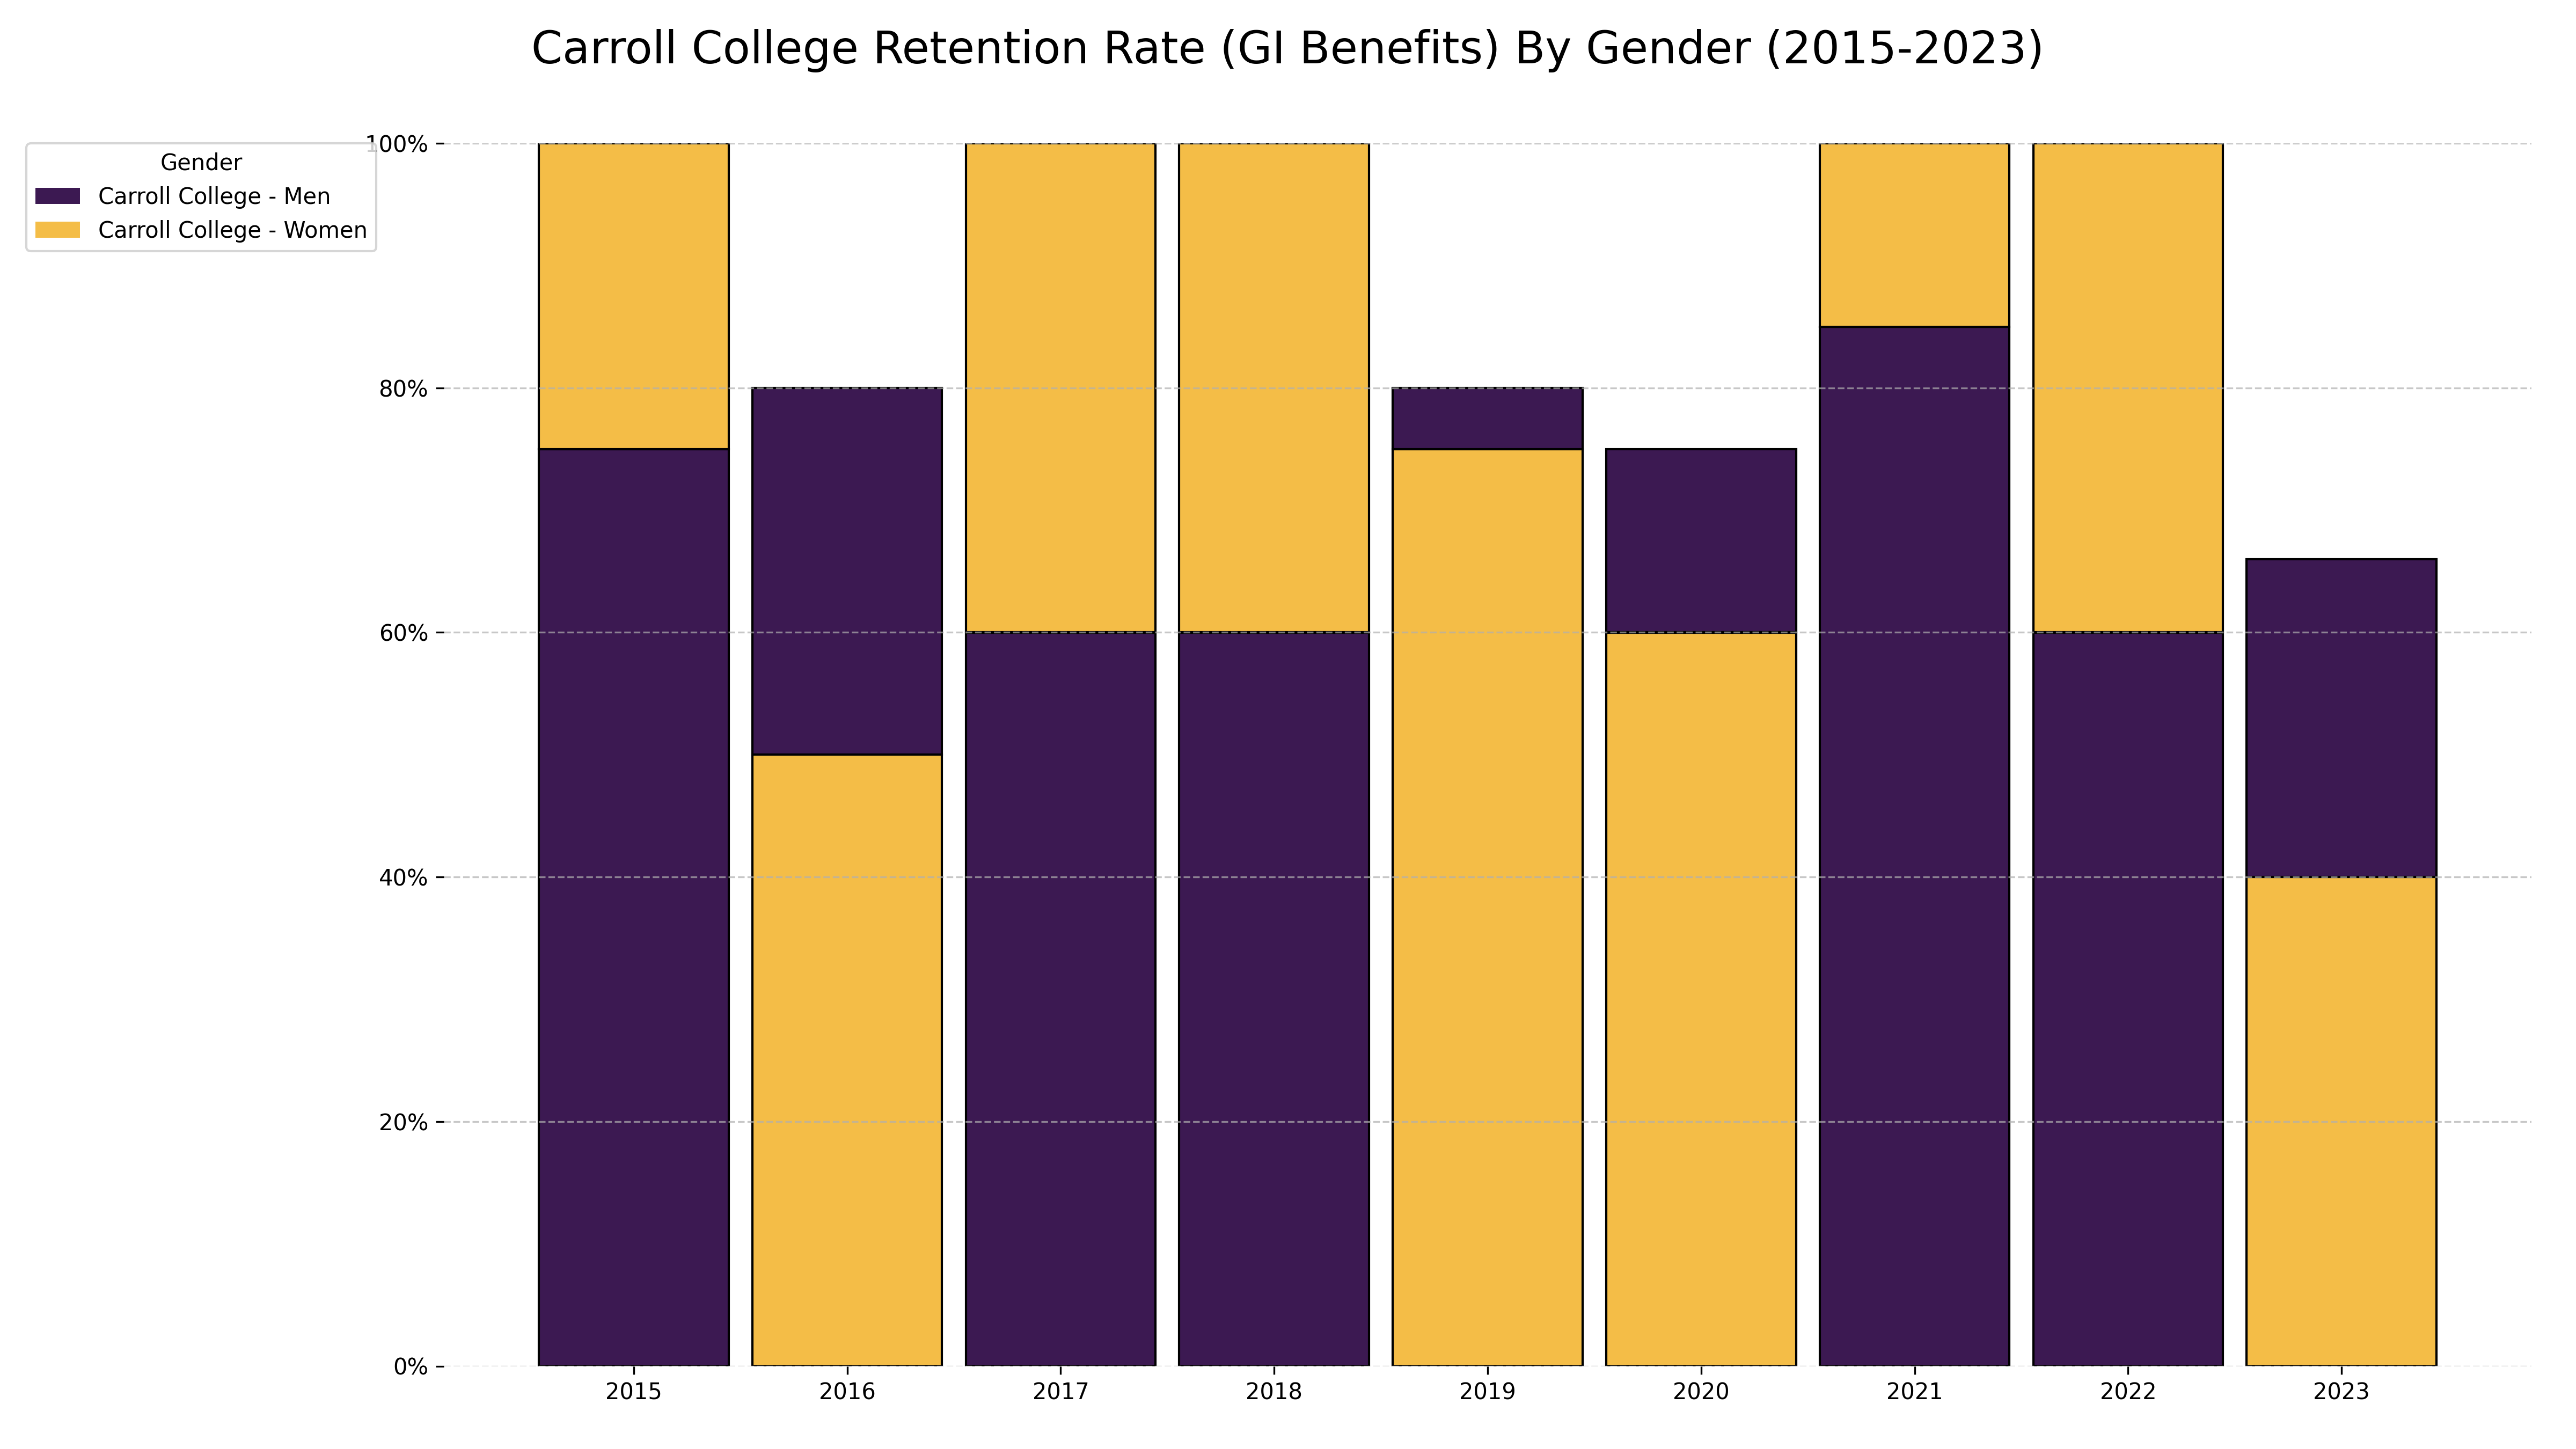 Carroll College Retention Rate (GI Benefits) By Gender (2015-2023)
Gender
Carroll College - Men
Carroll College - Women
100%
80%
60%
40%
20%
0%
2015 2016 2017 2018 2019 2020 2021 2022 2023